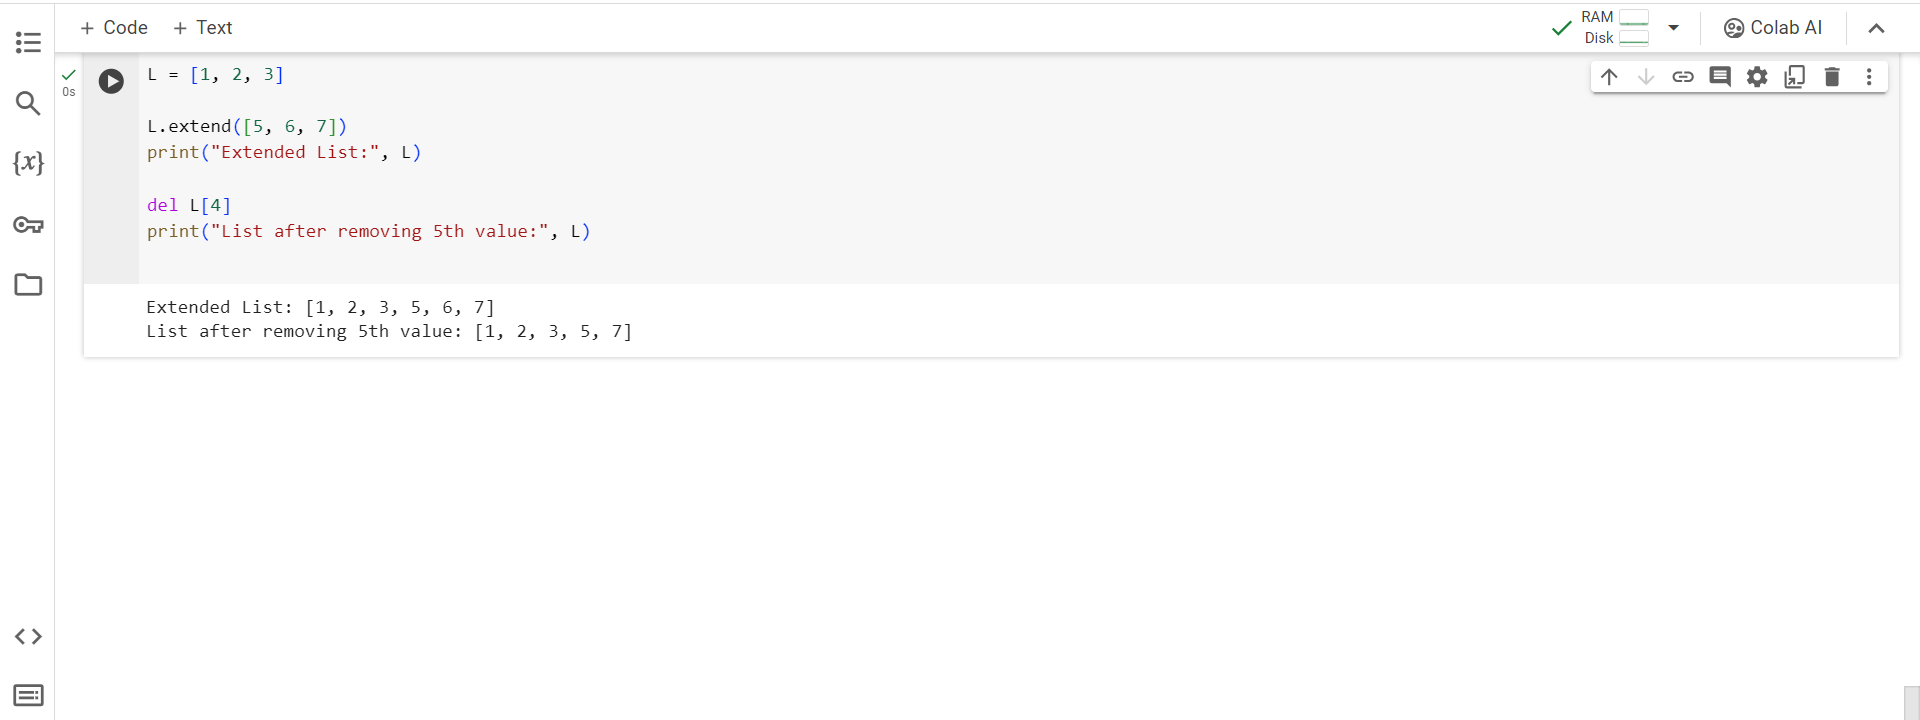 + Code + Text
RAM
Disk
Colab AI
0s
L = [1, 2, 3]
L.extend([5, 6, 7])
print("Extended List:", L)
del L[4]
print("List after removing 5th value:", L)
Extended List: [1, 2, 3, 5, 6, 7]
List after removing 5th value: [1, 2, 3, 5, 7]
{x}